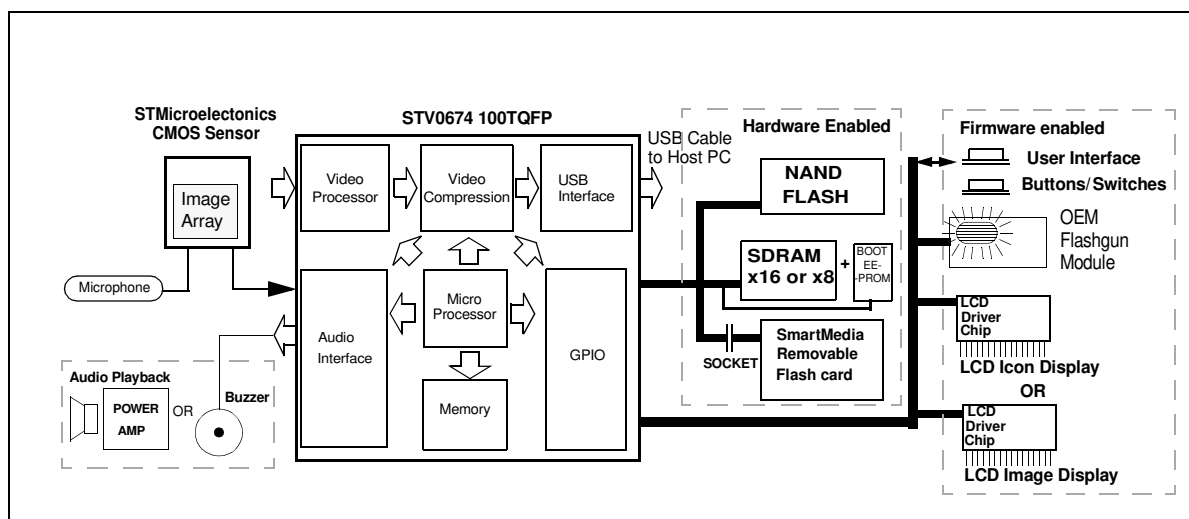 STMicroelectonics
CMOS Sensor
Image
Array
Microphone
Audio Playback
POWER
AMP
OR
Buzzer
STV0674 100TQFP
Video
Processor
Video
Compression
USB
Interface
Audio
Interface
Micro
Processor
Memory
GPIO
USB Cable
to Host PC
Hardware Enabled
NAND
FLASH
SDRAM
x16 or x8
+
BOOT
EE-
-PROM
SOCKET
SmartMedia
Removable
Flash card
Firmware enabled
User Interface
Buttons/Switches
OEM
Flashgun
Module
LCD
Driver
Chip
LCD Icon Display
OR
LCD
Driver
Chip
LCD Image Display